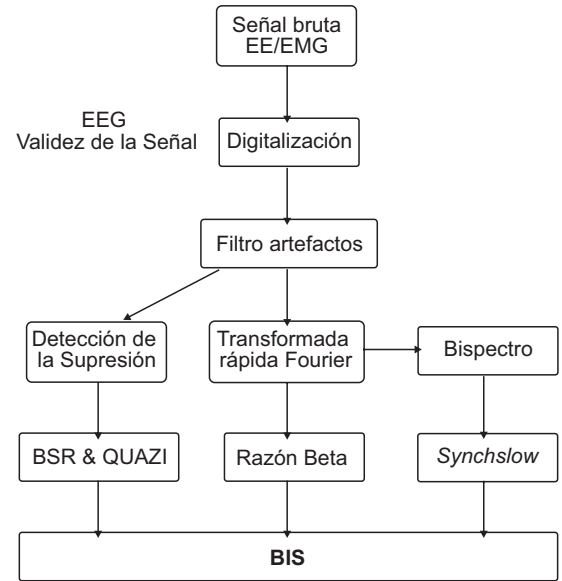 Señal bruta
EE/EMG
EEG
Validez de la Señal
Digitalización
Filtro artefactos
Detección de
la Supresión
Transformada
rápida Fourier
Bispectro
BSR & QUAZI
Razón Beta
Synchslow
BIS